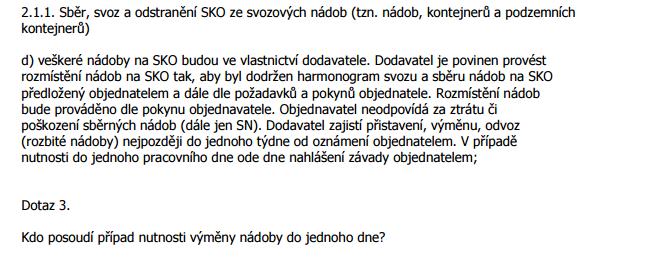 2.1.1. Sběr, svoz a odstranění SKO ze svozových nádob (tzn. nádob, kontejnerů a podzemních
kontejnerů)
d) veškeré nádoby na SKO budou ve vlastnictví dodavatele. Dodavatel je povinen provést
rozmístění nádob na SKO tak, aby byl dodržen harmonogram svozu a sběru nádob na SKO
předložený objednatelem a dále dle požadavků a pokynů objednatele. Rozmístění nádob
bude prováděno dle pokynu objednavatele. Objednavatel neodpovídá za ztrátu či
poškození sběrných nádob (dále jen SN). Dodavatel zajistí přistavení, výměnu, odvoz
(rozbité nádoby) nejpozději do jednoho týdne od oznámení objednatelem. V případě
nutnosti do jednoho pracovního dne ode dne nahlášení závady objednatelem;
Dotaz 3.
Kdo posoudí případ nutnosti výměny nádoby do jednoho dne?